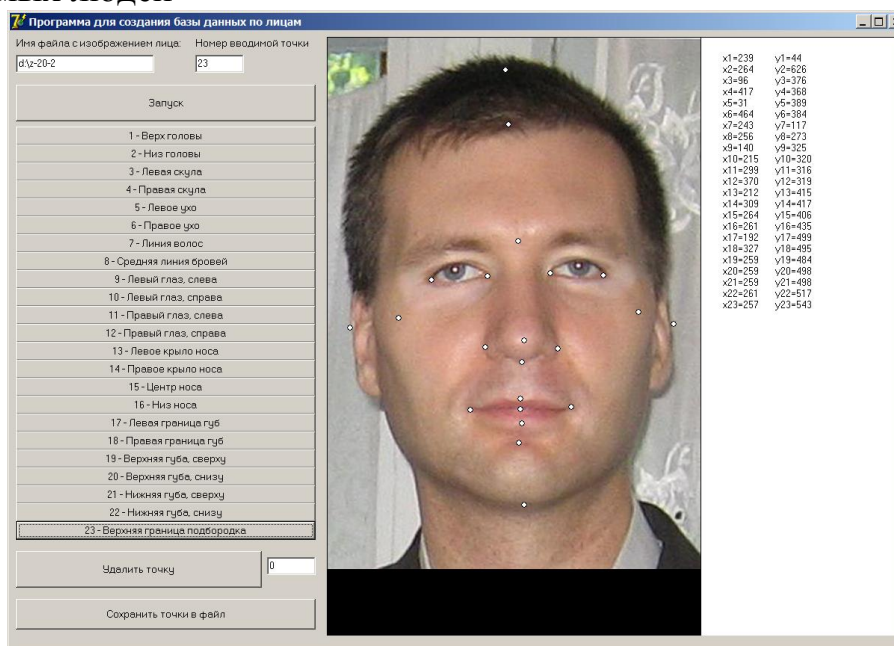 Программа для создания базы данных по лицам
Имя файла с изображением лица: Номер вводимой точки
d:\z-20-2 23
Запуск
1 - Верх головы
2 - Низ головы
3 - Левая скула
4 - Правая скула
5 - Левое ухо
6 - Правое ухо
7 - Линия волос
8 - Средняя линия бровей
9 - Левый глаз, слева
10 - Левый глаз, справа
11 - Правый глаз, слева
12 - Правый глаз, справа
13 - Левое крыло носа
14 - Правое крыло носа
15 - Центр носа
16 - Низ носа
17 - Левая граница губ
18 - Правая граница губ
19 - Верхняя губа, сверху
20 - Верхняя губа, снизу
21 - Нижняя губа, сверху
22 - Нижняя губа, снизу
23 - Верхняя граница подбородка
Удалить точку 0
Сохранить точки в файл
x1=239 y1=44
x2=264 y2=626
x3=96 y3=376
x4=417 y4=368
x5=31 y5=389
x6=464 y6=384
x7=243 y7=117
x8=256 y8=273
x9=140 y9=325
x10=215 y10=320
x11=299 y11=316
x12=370 y12=319
x13=212 y13=415
x14=309 y14=417
x15=264 y15=406
x16=261 y16=435
x17=192 y17=499
x18=327 y18=495
x19=259 y19=484
x20=259 y20=498
x21=259 y21=498
x22=261 y22=517
x23=257 y23=543